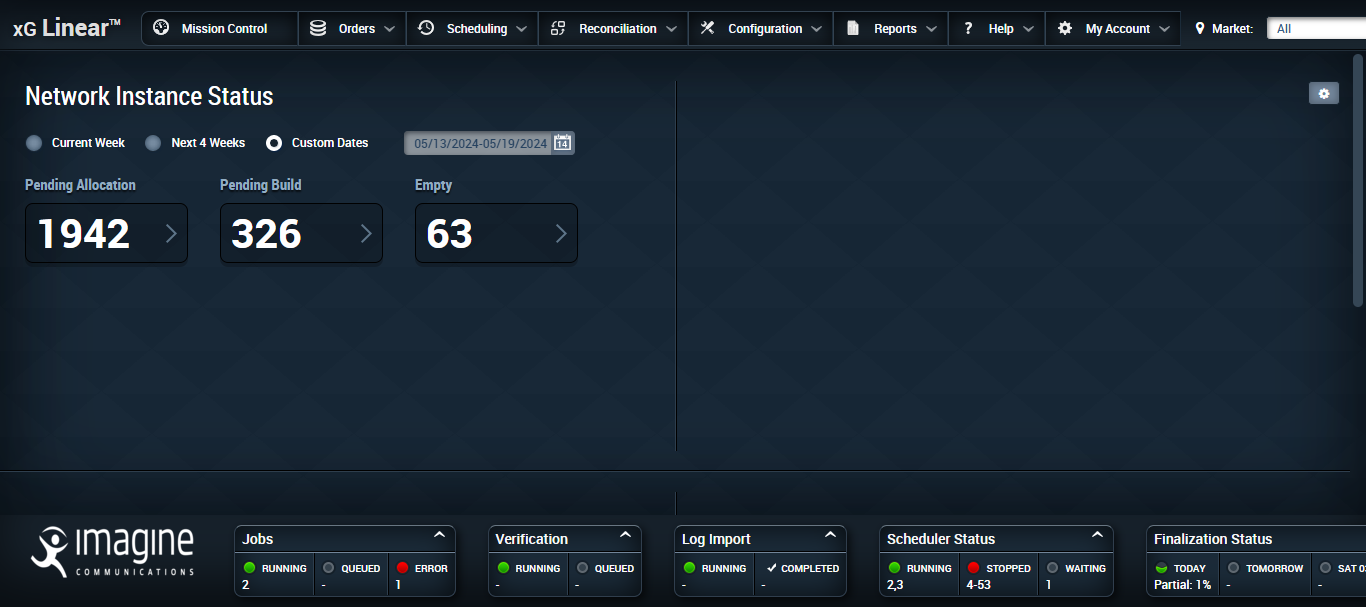 xG Linear™ Mission Control Orders Scheduling Reconciliation Configuration Reports ? Help My Account Market: All
Network Instance Status
Current Week Next 4 Weeks Custom Dates 05/13/2024-05/19/2024 14
Pending Allocation Pending Build Empty
1942 326 63
imagine
COMMUNICATIONS
Jobs
RUNNING QUEUED ERROR
2 - 1
Verification
RUNNING QUEUED
- -
Log Import
RUNNING COMPLETED
- -
Scheduler Status
RUNNING STOPPED WAITING
2,3 4-53 1
Finalization Status
TODAY TOMORROW SAT
Partial: 1% - -